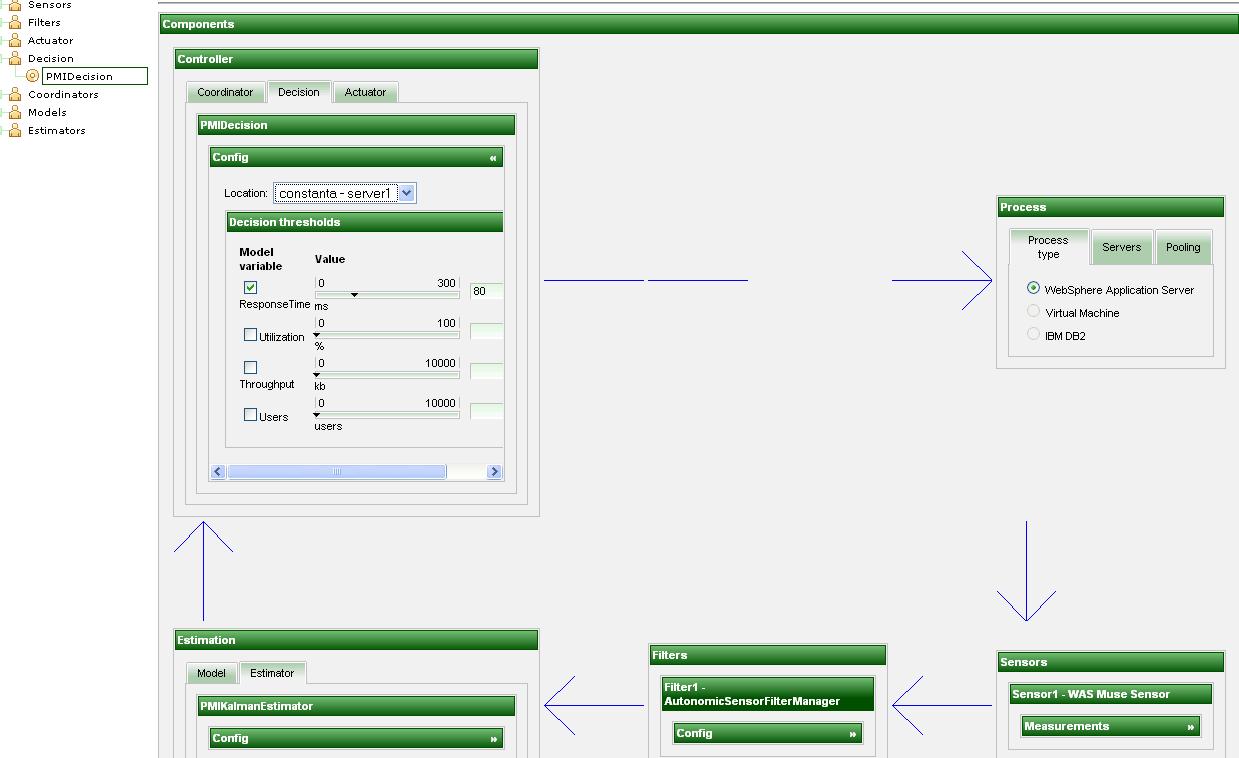 Sensors
Filters
Actuator
Decision
PMIDecision
Coordinators
Models
Estimators
Components
Controller
Coordinator Decision Actuator
PMIDecision
Config «
Location: constanta - server1
Decision thresholds
Model
variable
Value
0 300
80
ResponseTime
ms
0 100
Utilization
%
0 10000
Throughput
kb
0 10000
Users
users
Process
Process
type
Servers Pooling
WebSphere Application Server
Virtual Machine
IBM DB2
Estimation
Model Estimator
PMIKalmanEstimator
Config »
Filters
Filter1 -
AutonomicSensorFilterManager
Config »
Sensors
Sensor1 - WAS Muse Sensor
Measurements »